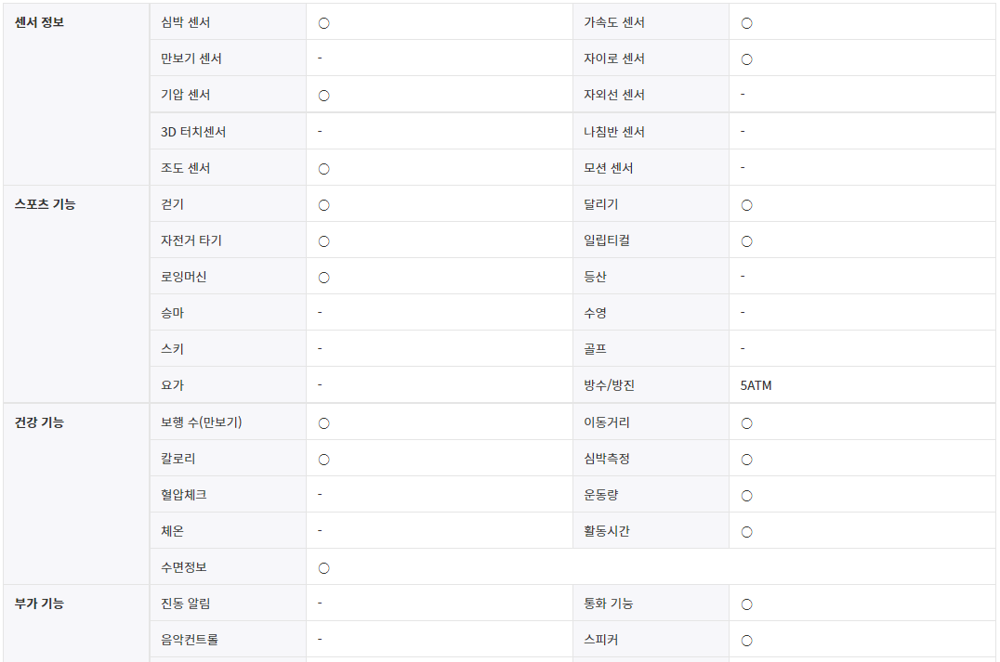 센서 정보 심박 센서 ○ 가속도 센서 ○
만보기 센서 - 자이로 센서 ○
기압 센서 ○ 자외선 센서 -
3D 터치센서 - 나침반 센서 -
조도 센서 ○ 모션 센서 -
스포츠 기능 걷기 ○ 달리기 ○
자전거 타기 ○ 일립티컬 ○
로잉머신 ○ 등산 -
승마 - 수영 -
스키 - 골프 -
요가 - 방수/방진 5ATM
건강 기능 보행 수(만보기) ○ 이동거리 ○
칼로리 ○ 심박측정 ○
혈압체크 - 운동량 ○
체온 - 활동시간 ○
수면정보 ○
부가 기능 진동 알림 - 통화 기능 ○
음악컨트롤 - 스피커 ○